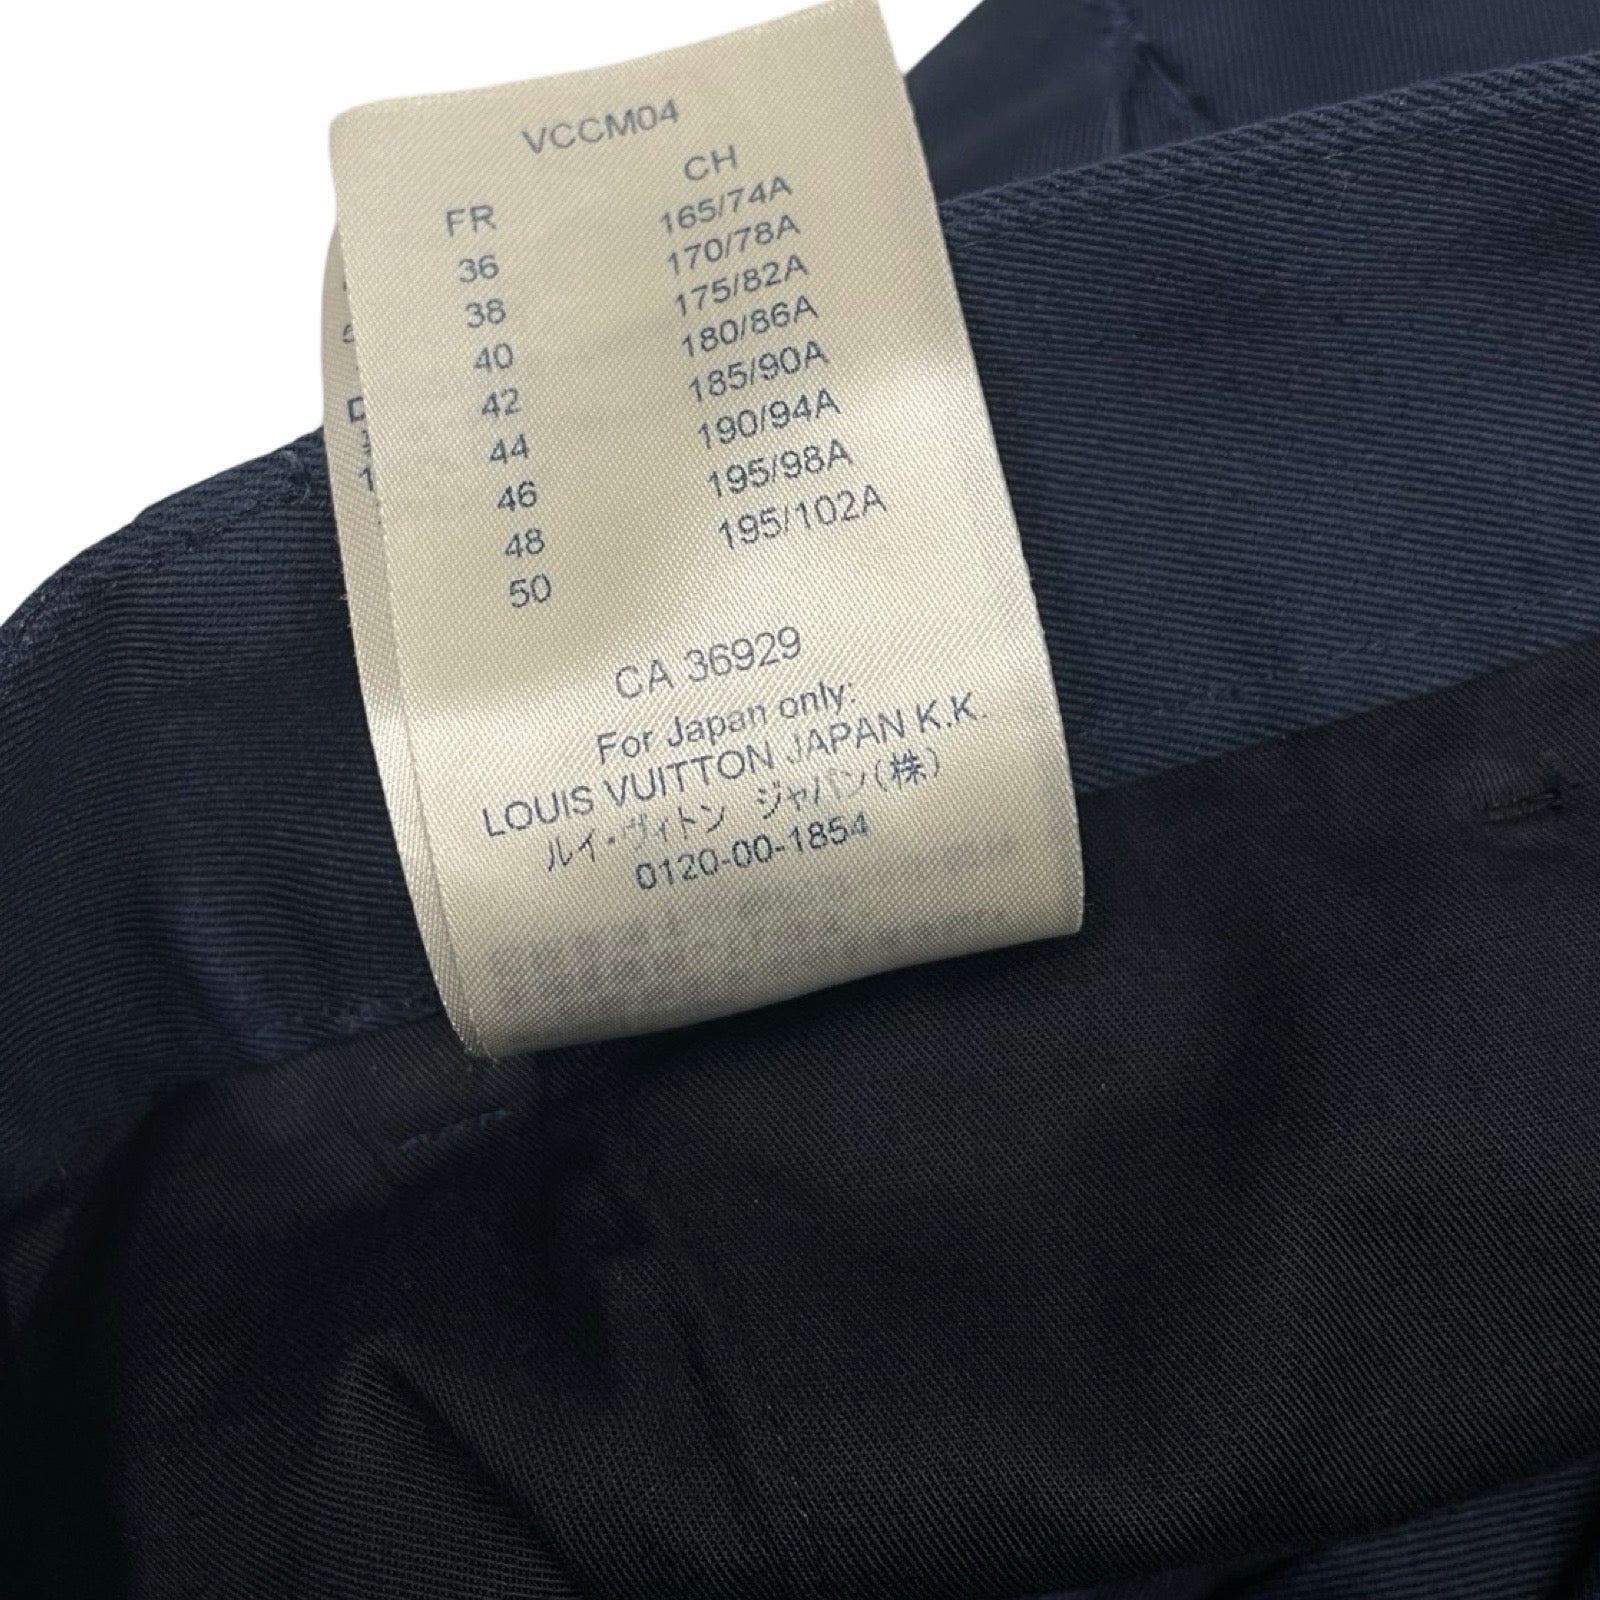 VCCM04
FR CH
36 165/74A
38 170/78A
40 175/82A
42 180/86A
44 185/90A
46 190/94A
48 195/98A
50 195/102A
CA 36929
For Japan only:
LOUIS VUITTON JAPAN K.K.
ルイ・ヴィトン ジャパン(株)
0120-00-1854